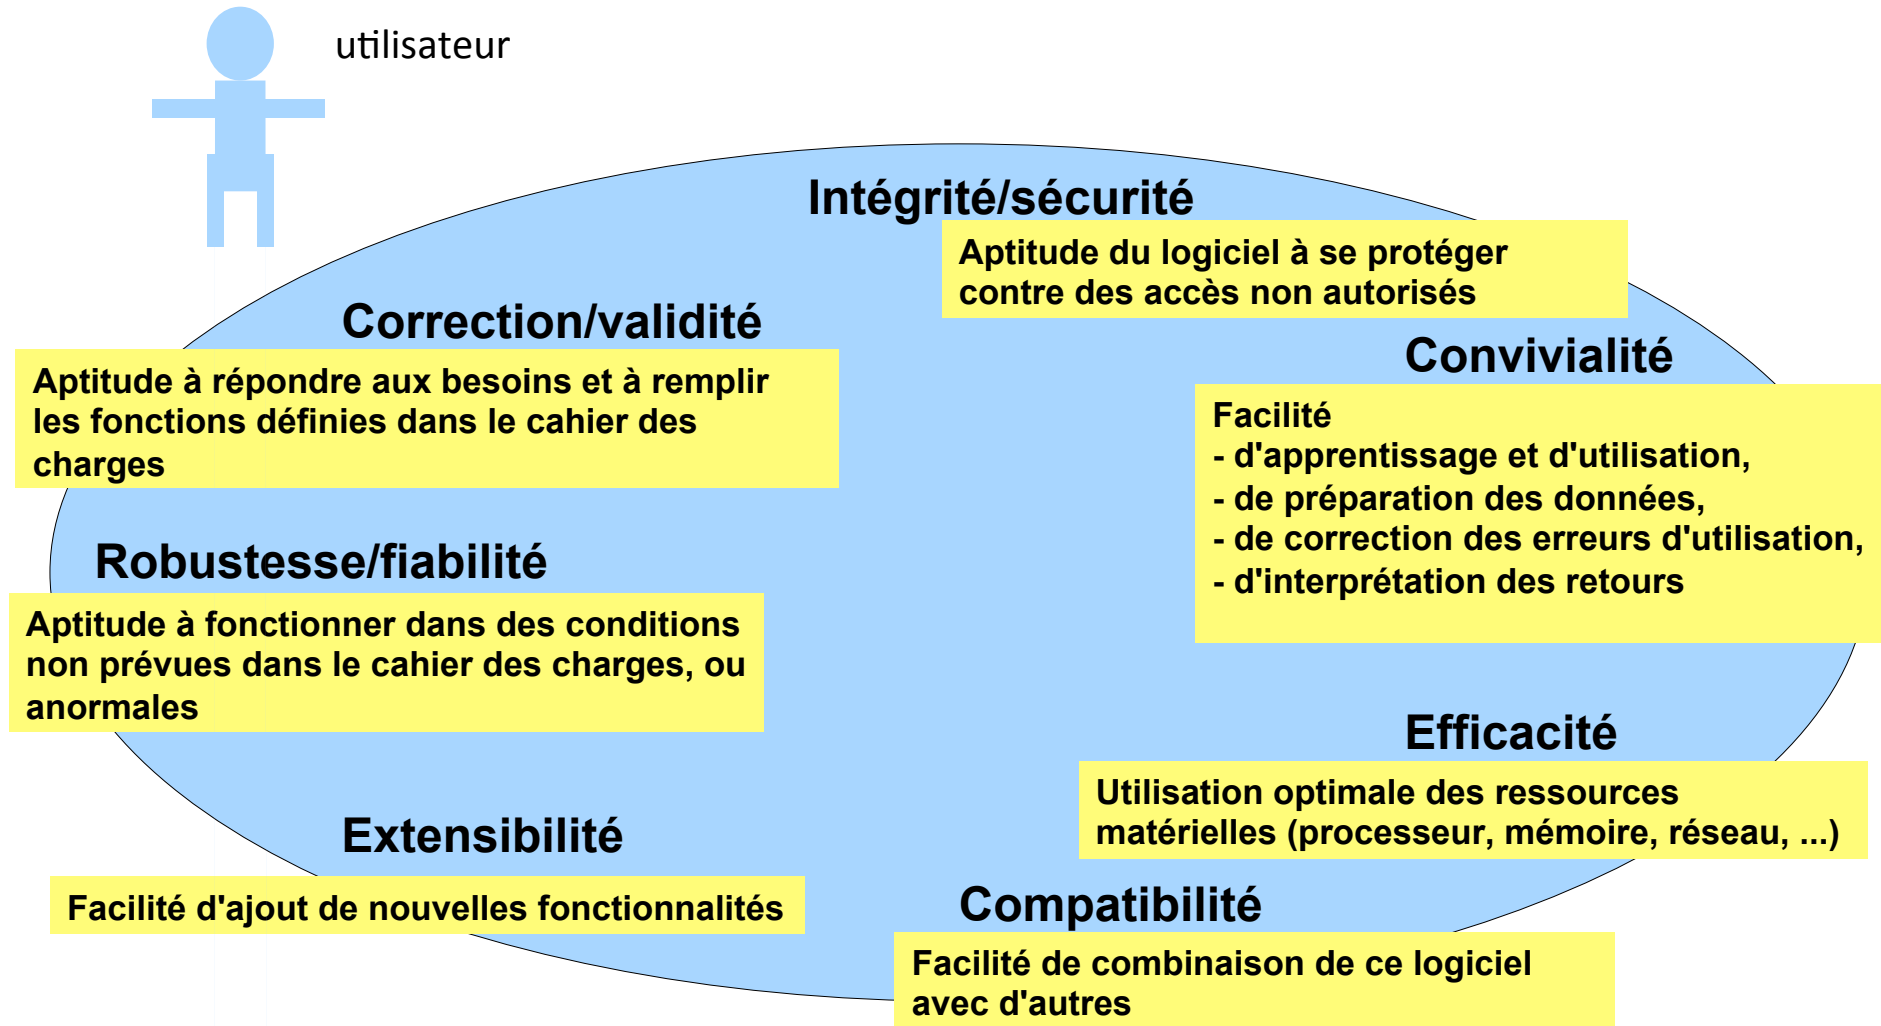 utilisateur
Intégrité/sécurité
Aptitude du logiciel à se protéger
contre des accès non autorisés
Correction/validité
Aptitude à répondre aux besoins et à remplir
les fonctions définies dans le cahier des
charges
Convivialité
Facilité
- d'apprentissage et d'utilisation,
- de préparation des données,
- de correction des erreurs d'utilisation,
- d'interprétation des retours
Robustesse/fiabilité
Aptitude à fonctionner dans des conditions
non prévues dans le cahier des charges, ou
anormales
Efficacité
Utilisation optimale des ressources
matérielles (processeur, mémoire, réseau, ...)
Extensibilité
Facilité d'ajout de nouvelles fonctionnalités
Compatibilité
Facilité de combinaison de ce logiciel
avec d'autres